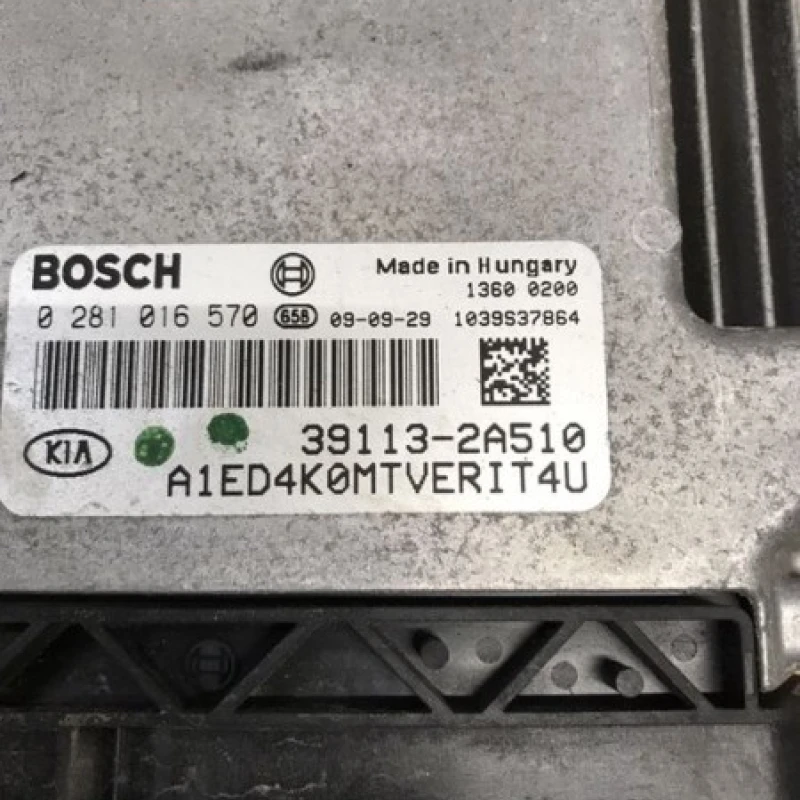 BOSCH
Made in Hungary
1360 0200
0 281 016 570 658 09-09-29 1039S37864
KIA
39113-2A510
A1ED4K0MTVERIT4U